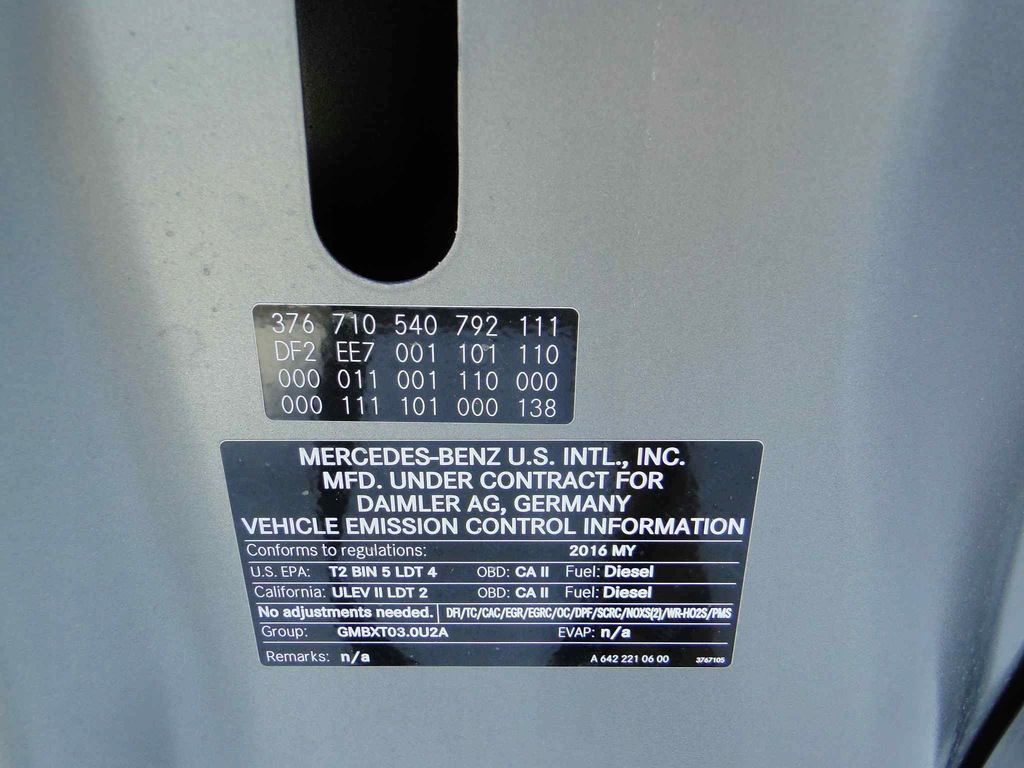 376 710 540 792 111
DF2 EE7 001 101 110
000 011 001 110 000
000 111 101 000 138
MERCEDES-BENZ U.S. INTL., INC.
MFD. UNDER CONTRACT FOR
DAIMLER AG, GERMANY
VEHICLE EMISSION CONTROL INFORMATION
Conforms to regulations: 2016 MY
U.S. EPA: T2 BIN 5 LDT 4 OBD: CA II Fuel: Diesel
California: ULEV II LDT 2 OBD: CA II Fuel: Diesel
No adjustments needed. DFI/TC/CAC/EGR/EGRC/OC/DPF/SCRC/NOXS(2)/WR-HO2S/PMS
Group: GMBXT03.0U2A EVAP: n/a
Remarks: n/a A 642 221 06 00 3767105